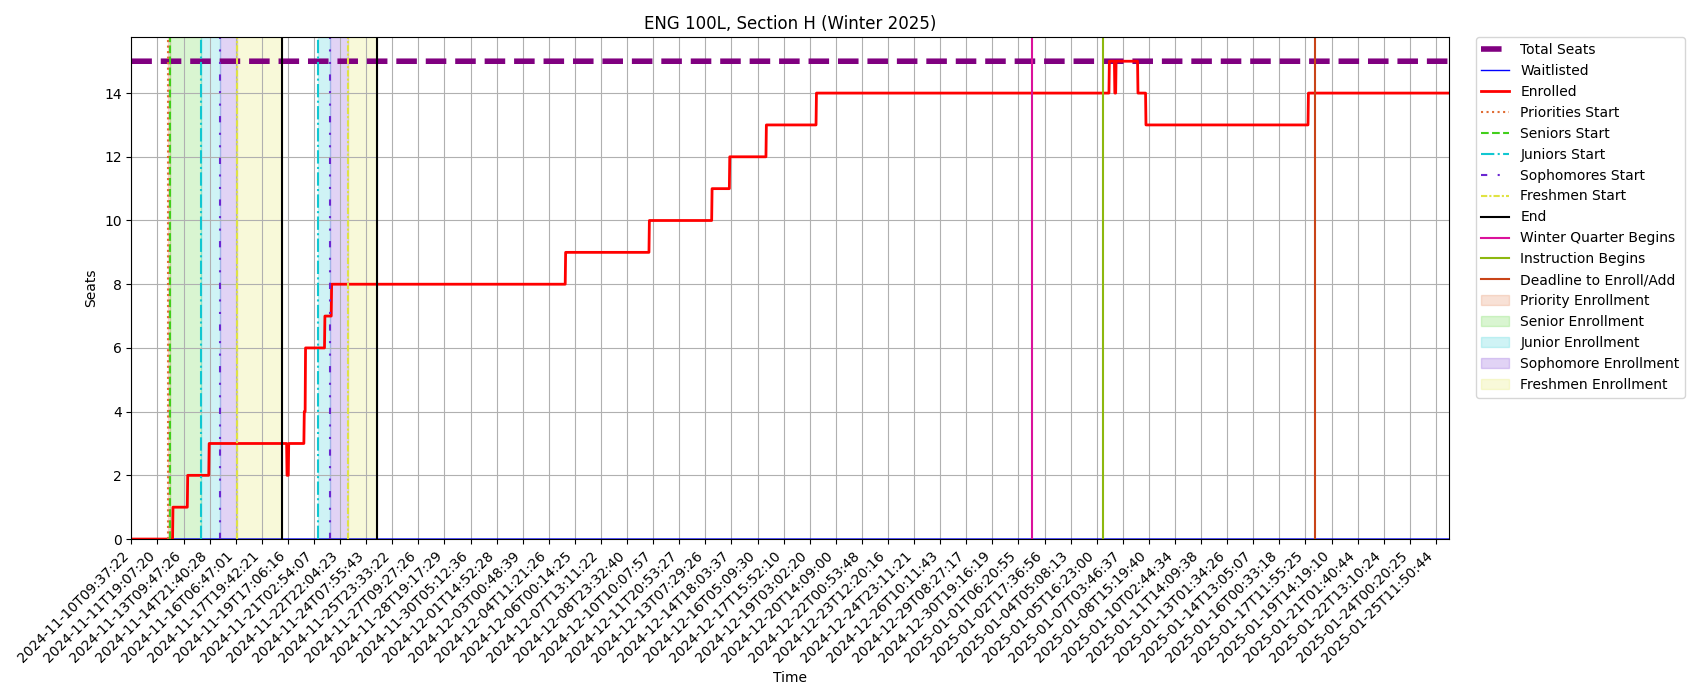 ENG 100L, Section H (Winter 2025)
Seats
14
12
10
8
6
4
2
0
2024-11-10T09:37:22
2024-11-11T19:07:20
2024-11-13T09:47:26
2024-11-14T21:40:28
2024-11-16T06:47:01
2024-11-17T19:42:21
2024-11-19T17:06:16
2024-11-21T02:54:07
2024-11-22T22:04:23
2024-11-24T07:55:43
2024-11-25T23:33:22
2024-11-27T09:27:26
2024-11-28T19:17:29
2024-11-30T05:12:36
2024-12-01T14:52:28
2024-12-03T00:48:39
2024-12-04T11:21:26
2024-12-06T00:14:25
2024-12-07T13:11:22
2024-12-08T23:32:40
2024-12-10T10:07:57
2024-12-11T20:53:27
2024-12-13T07:29:26
2024-12-14T18:03:37
2024-12-16T05:09:30
2024-12-17T15:52:10
2024-12-19T03:02:20
2024-12-20T14:09:00
2024-12-22T00:53:48
2024-12-23T12:20:16
2024-12-24T23:11:21
2024-12-26T10:11:43
2024-12-29T08:27:17
2024-12-30T19:16:19
2025-01-01T06:20:55
2025-01-02T17:36:56
2025-01-04T05:08:13
2025-01-05T16:23:00
2025-01-07T03:46:37
2025-01-08T15:19:40
2025-01-10T02:44:34
2025-01-11T14:09:38
2025-01-13T01:34:26
2025-01-14T13:05:07
2025-01-16T00:33:18
2025-01-17T11:55:25
2025-01-19T14:19:10
2025-01-21T01:40:44
2025-01-22T13:10:24
2025-01-24T00:20:25
2025-01-25T11:50:44
Time
Total Seats
Waitlisted
Enrolled
Priorities Start
Seniors Start
Juniors Start
Sophomores Start
Freshmen Start
End
Winter Quarter Begins
Instruction Begins
Deadline to Enroll/Add
Priority Enrollment
Senior Enrollment
Junior Enrollment
Sophomore Enrollment
Freshmen Enrollment